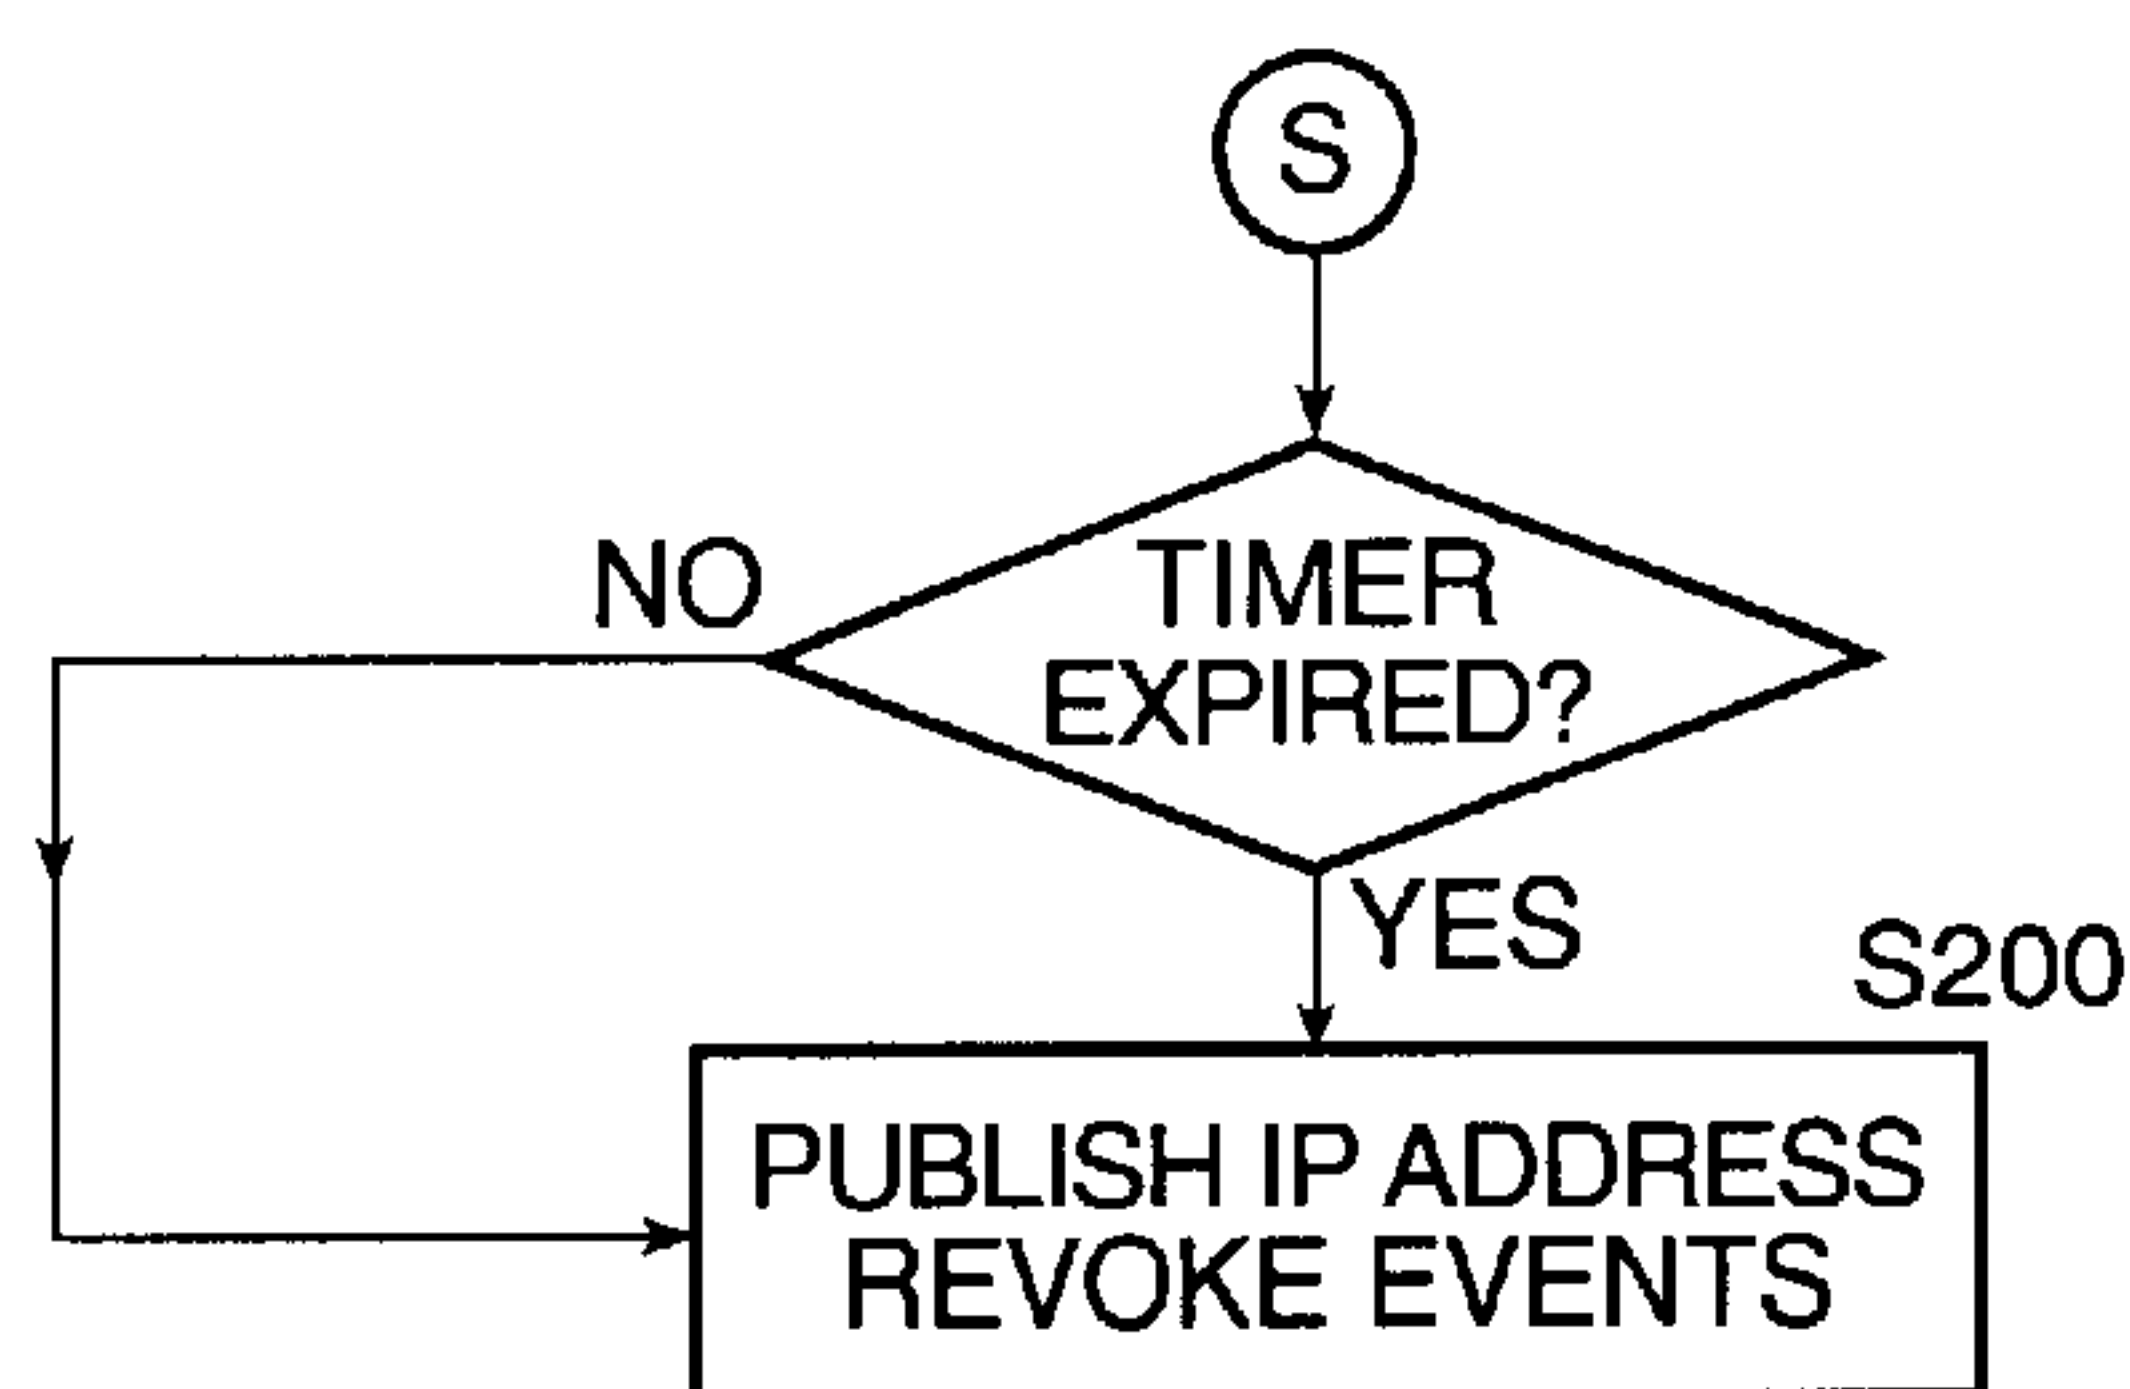 S
NO
TIMER
EXPIRED?
YES
S200
PUBLISH IP ADDRESS
REVOKE EVENTS